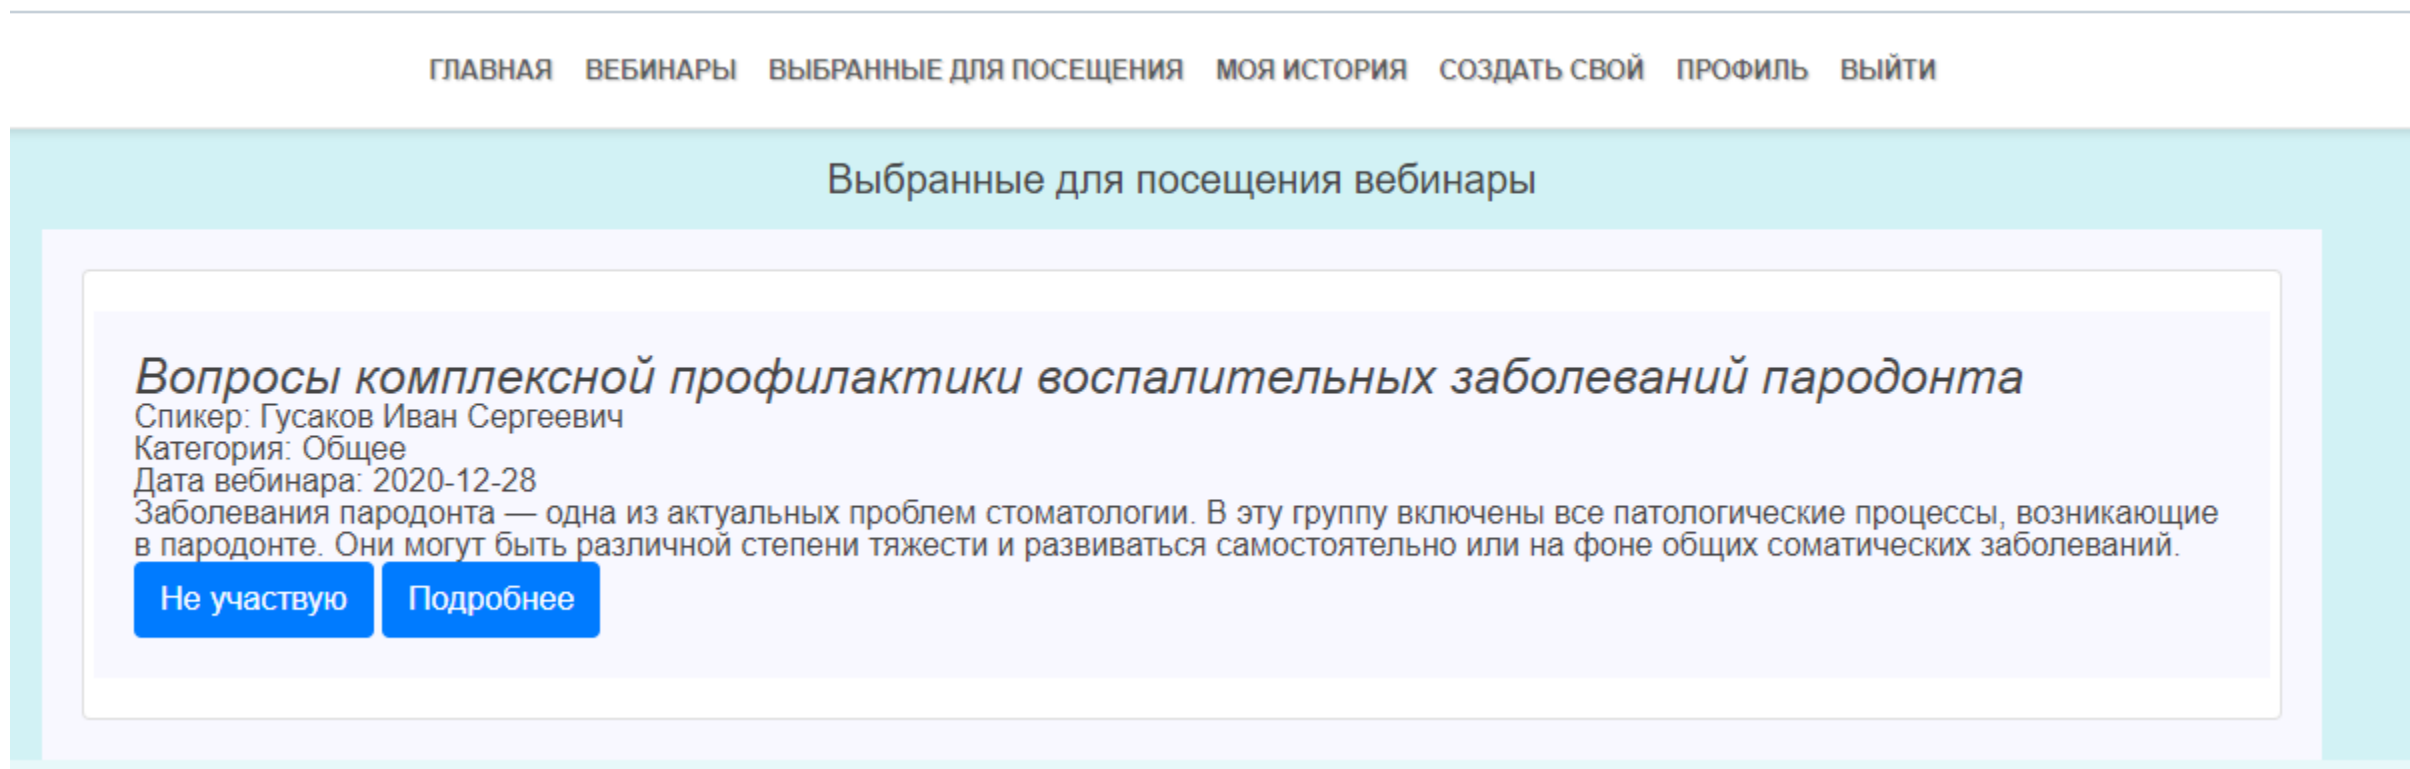 ГЛАВНАЯ ВЕБИНАРЫ ВЫБРАННЫЕ ДЛЯ ПОСЕЩЕНИЯ МОЯ ИСТОРИЯ СОЗДАТЬ СВОЙ ПРОФИЛЬ ВЫЙТИ
Выбранные для посещения вебинары
Вопросы комплексной профилактики воспалительных заболеваний пародонта
Спикер: Гусаков Иван Сергеевич
Категория: Общее
Дата вебинара: 2020-12-28
Заболевания пародонта — одна из актуальных проблем стоматологии. В эту группу включены все патологические процессы, возникающие
в пародонте. Они могут быть различной степени тяжести и развиваться самостоятельно или на фоне общих соматических заболеваний.
Не участвую Подробнее